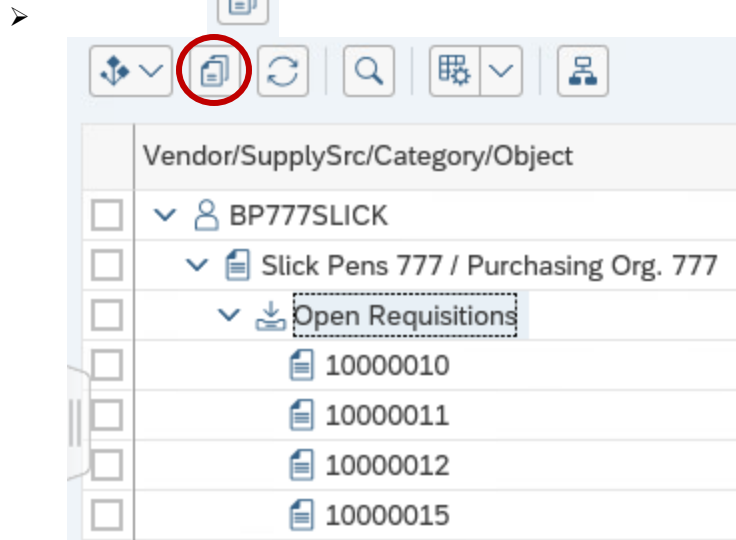 Vendor/SupplySrc/Category/Object
BP777SLICK
Slick Pens 777 / Purchasing Org. 777
Open Requisitions
10000010
10000011
10000012
10000015